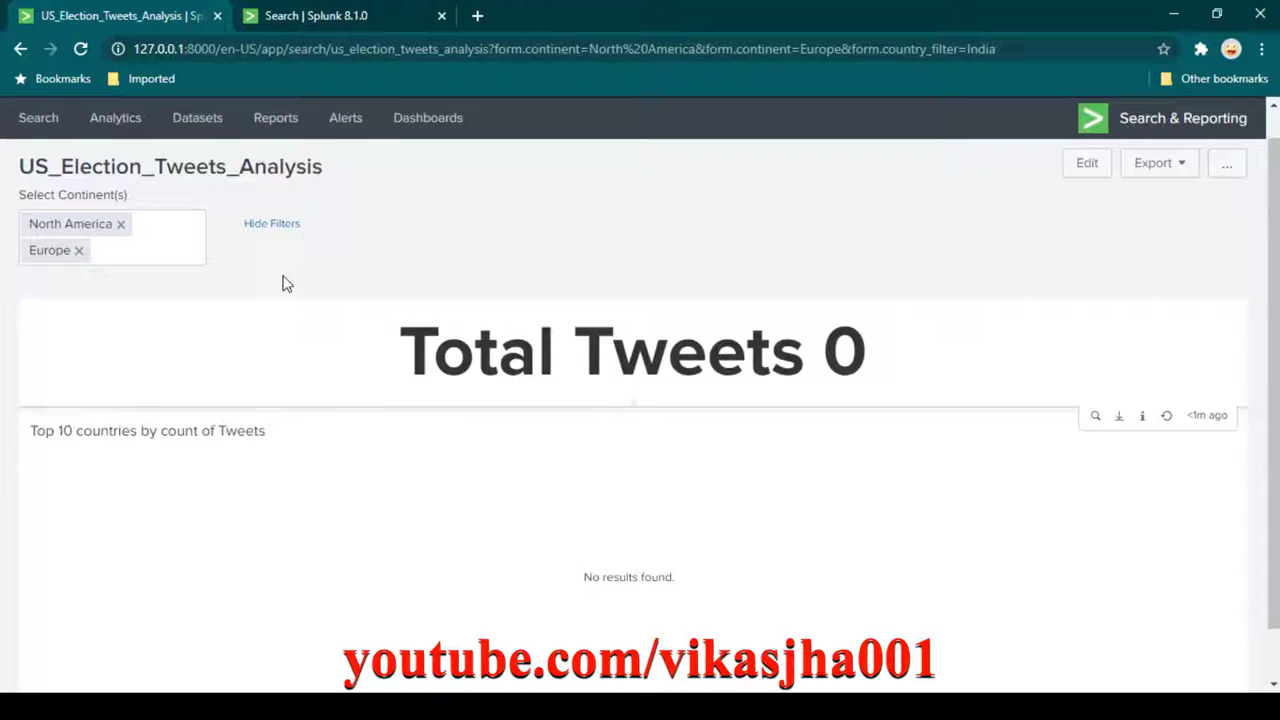 US_Election_Tweets_Analysis | Sp
Search | Splunk 8.1.0
127.0.0.1:8000/en-US/app/search/us_election_tweets_analysis?form.continent=North%20America&form.continent=Europe&form.country_filter=India
Bookmarks
Imported
Other bookmarks
Search
Analytics
Datasets
Reports
Alerts
Dashboards
Search & Reporting
US_Election_Tweets_Analysis
Edit
Export
...
Select Continent(s)
North America
Hide Filters
Europe
Total Tweets 0
<1m ago
Top 10 countries by count of Tweets
No results found.
youtube.com/vikasjha001